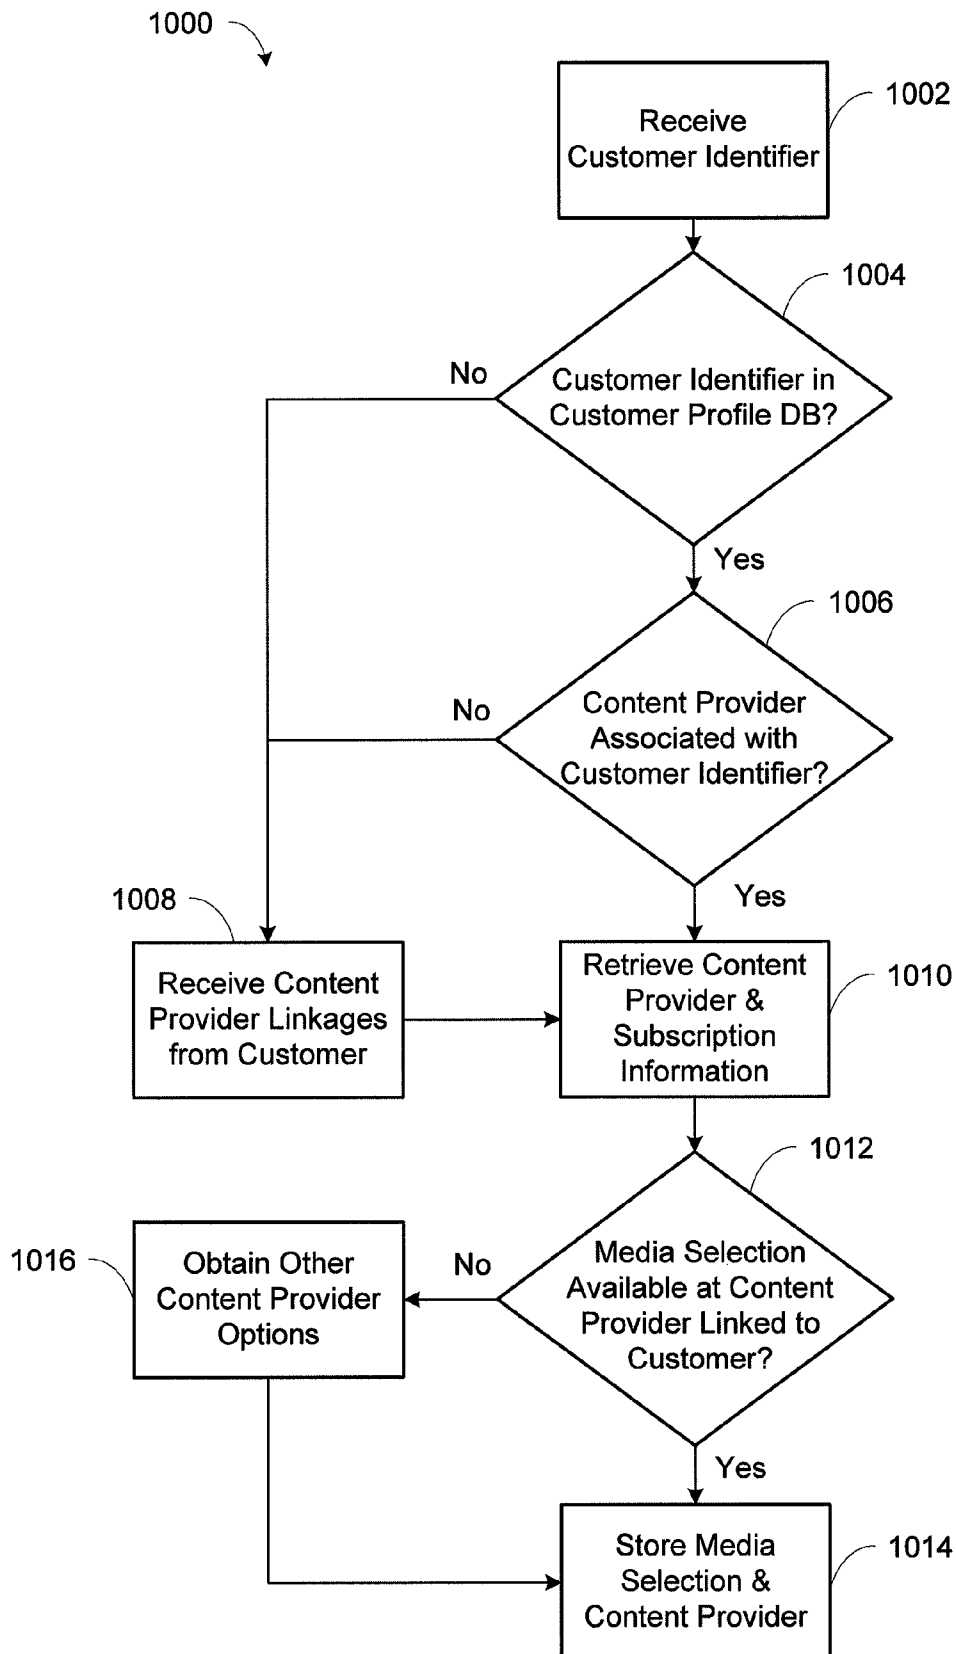 1000
1002
Receive
Customer Identifier
1004
No
Customer Identifier in
Customer Profile DB?
Yes
1006
No
Content Provider
Associated with
Customer Identifier?
Yes
1008
Receive Content
Provider Linkages
from Customer
Retrieve Content
Provider &
Subscription
Information
1010
1012
1016
Obtain Other
Content Provider
Options
No
Media Selection
Available at Content
Provider Linked to
Customer?
Yes
Store Media
Selection &
Content Provider
1014